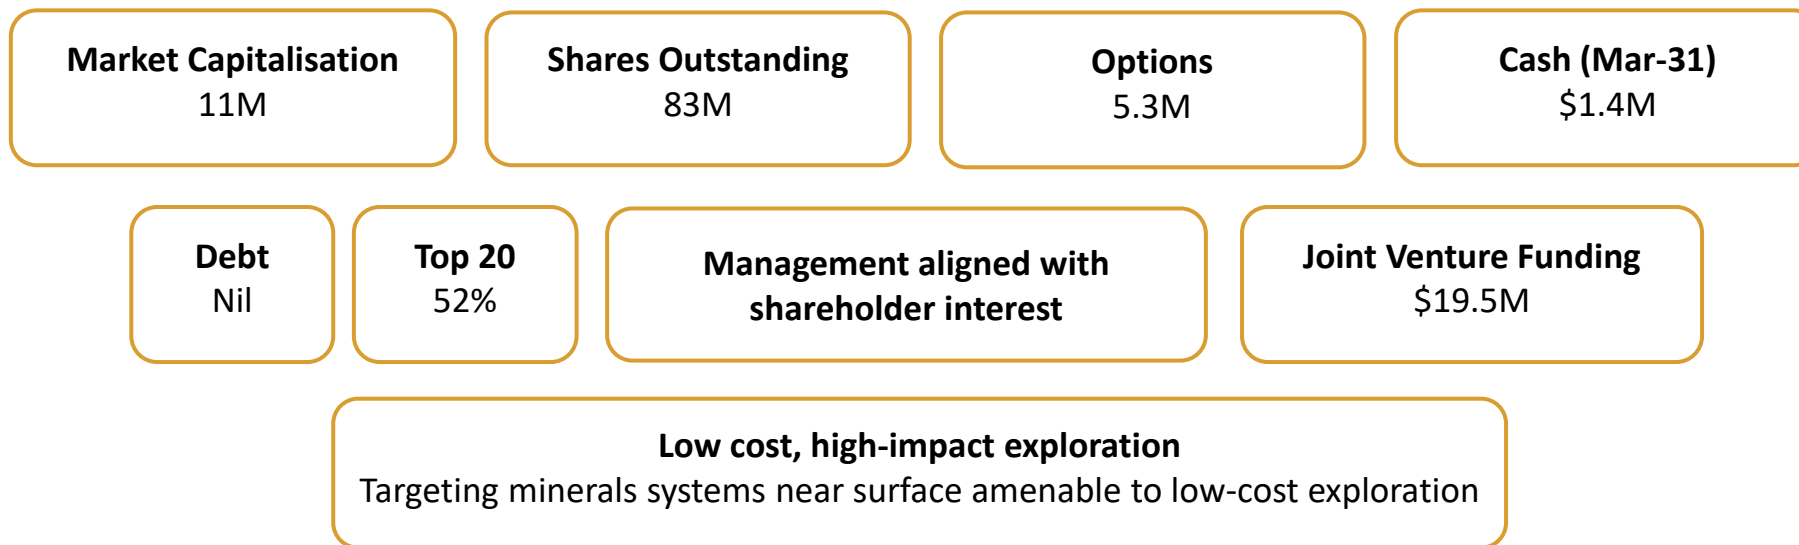 Market Capitalisation
11M
Shares Outstanding
83M
Options
5.3M
Cash (Mar-31)
$1.4M
Debt
Nil
Top 20
52%
Management aligned with
shareholder interest
Joint Venture Funding
$19.5M
Low cost, high-impact exploration
Targeting minerals systems near surface amenable to low-cost exploration